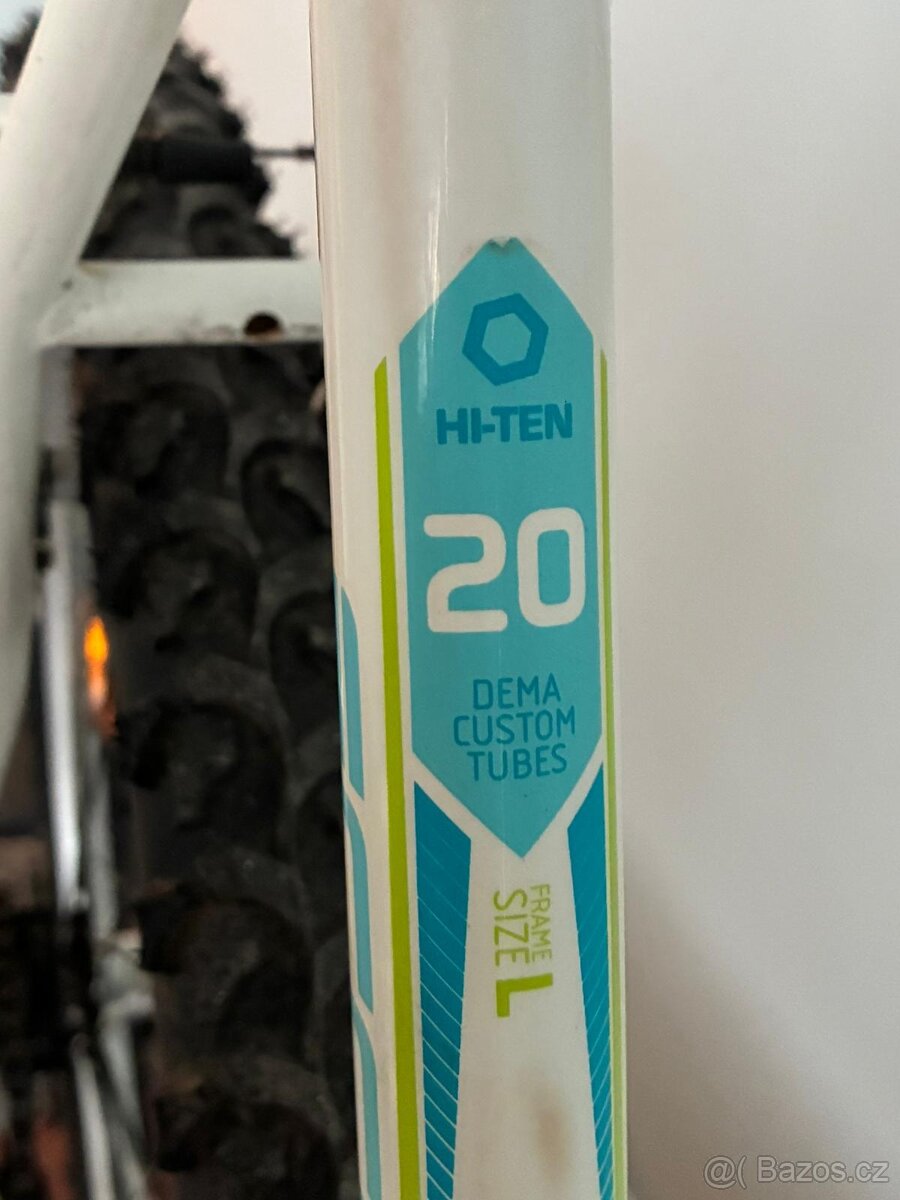 HI-TEN
20
DEMA
CUSTOM
TUBES
FRAME
SIZE L
@( Bazos.cz